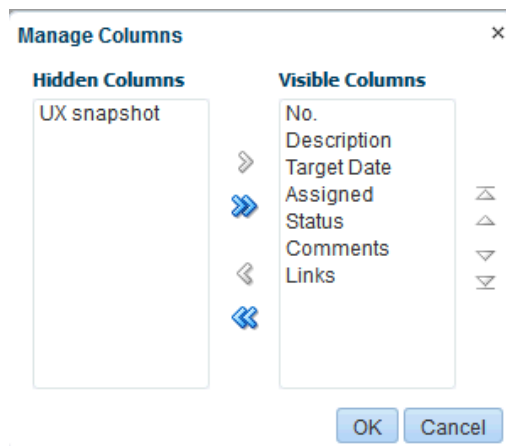 Manage Columns
Hidden Columns
UX snapshot
Visible Columns
No.
Description
Target Date
Assigned
Status
Comments
Links
OK
Cancel